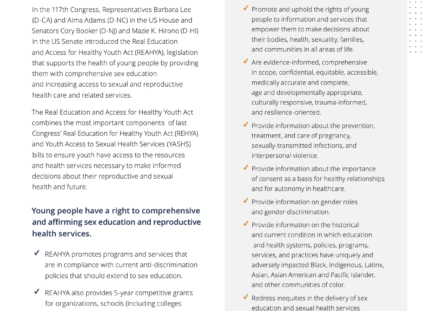 In the 117th Congress, Representatives Barbara Lee
(D-CA) and Alma Adams (D-NC) in the US House and
Senators Cory Booker (D-NJ) and Mazie K. Hirono (D-HI)
in the US Senate introduced the Real Education
and Access for Healthy Youth Act (REAHYA), legislation
that supports the health of young people by providing
them with comprehensive sex education
and increasing access to sexual and reproductive
health care and related services.
The Real Education and Access for Healthy Youth Act
combines the most important components of last
Congress' Real Education for Healthy Youth Act (REHYA)
and Youth Access to Sexual Health Services (YASHS)
bills to ensure youth have access to the resources
and health services necessary to make informed
decisions about their reproductive and sexual
health and future.
Young people have a right to comprehensive
and affirming sex education and reproductive
health services.
✓ REAHYA promotes programs and services that
are in compliance with current anti-discrimination
policies that should extend to sex education.
✓ REAHYA also provides 5-year competitive grants
for organizations, schools (including colleges
✓ Promote and uphold the rights of young
people to information and services that
empower them to make decisions about
their bodies, health, sexuality, families,
and communities in all areas of life.
✓ Are evidence-informed, comprehensive
in scope, confidential, equitable, accessible,
medically accurate and complete,
age and developmentally appropriate,
culturally responsive, trauma-informed,
and resilience-oriented.
✓ Provide information about the prevention,
treatment, and care of pregnancy,
sexually-transmitted infections, and
interpersonal violence.
✓ Provide information about the importance
of consent as a basis for healthy relationships
and for autonomy in healthcare.
✓ Provide information on gender roles
and gender discrimination.
✓ Provide information on the historical
and current condition in which education
and health systems, policies, programs,
services, and practices have uniquely and
adversely impacted Black, Indigenous, Latinx,
Asian, Asian American and Pacific Islander,
and other communities of color.
✓ Redress inequities in the delivery of sex
education and sexual health services